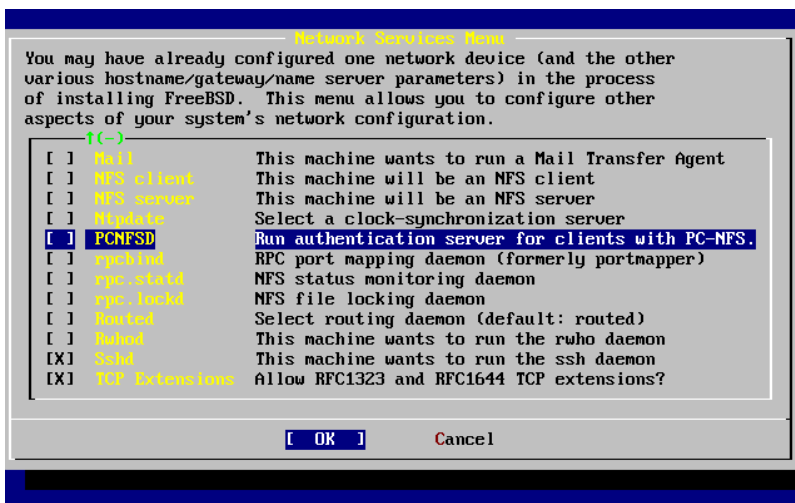 Network Services Menu
You may have already configured one network device (and the other
various hostname/gateway/name server parameters) in the process
of installing FreeBSD.  This menu allows you to configure other
aspects of your system's network configuration.
↑(-)
[ ] Mail This machine wants to run a Mail Transfer Agent
[ ] NFS client This machine will be an NFS client
[ ] NFS server This machine will be an NFS server
[ ] Ntpdate Select a clock-synchronization server
[ ] PCNFSD Run authentication server for clients with PC-NFS.
[ ] rpcbind RPC port mapping daemon (formerly portmapper)
[ ] rpc.statd NFS status monitoring daemon
[ ] rpc.lockd NFS file locking daemon
[ ] Routed Select routing daemon (default: routed)
[ ] Rwhod This machine wants to run the rwho daemon
[X] Sshd This machine wants to run the ssh daemon
[X] TCP Extensions Allow RFC1323 and RFC1644 TCP extensions?
[ OK ] Cancel